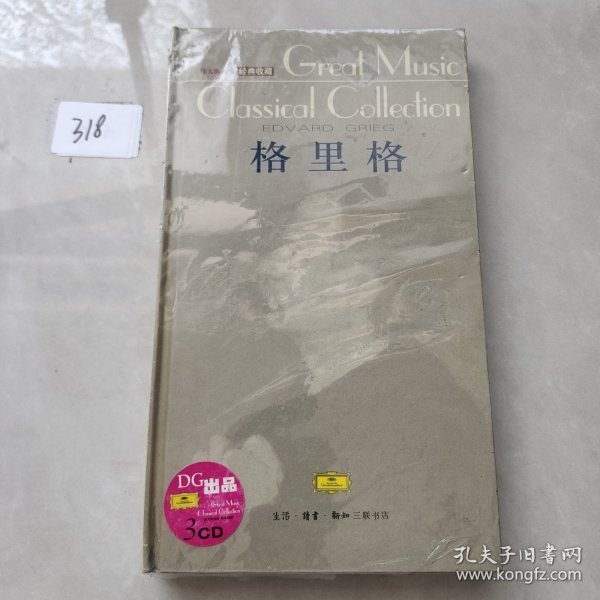 318
经典收藏 Great Music
Classical Collection
EDVARD GRIEG
格里格
DG出品
Great Music
Classical Collection
3CD
生活·读书·新知三联书店
孔夫子旧书网
www.kongfz.com